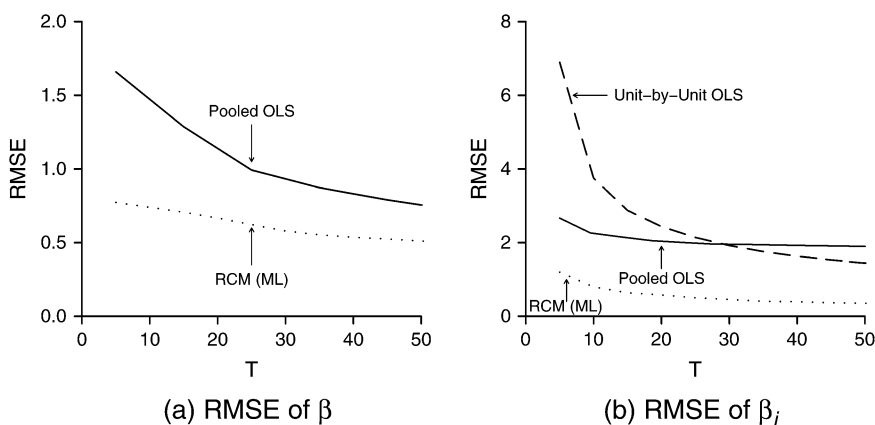 2.0
1.5
1.0
0.5
0.0
RMSE
Pooled OLS
RCM (ML)
0 10 20 30 40 50
T
(a) RMSE of β
8
6
4
2
0
RMSE
Unit−by−Unit OLS
Pooled OLS
RCM (ML)
0 10 20 30 40 50
T
(b) RMSE of βi